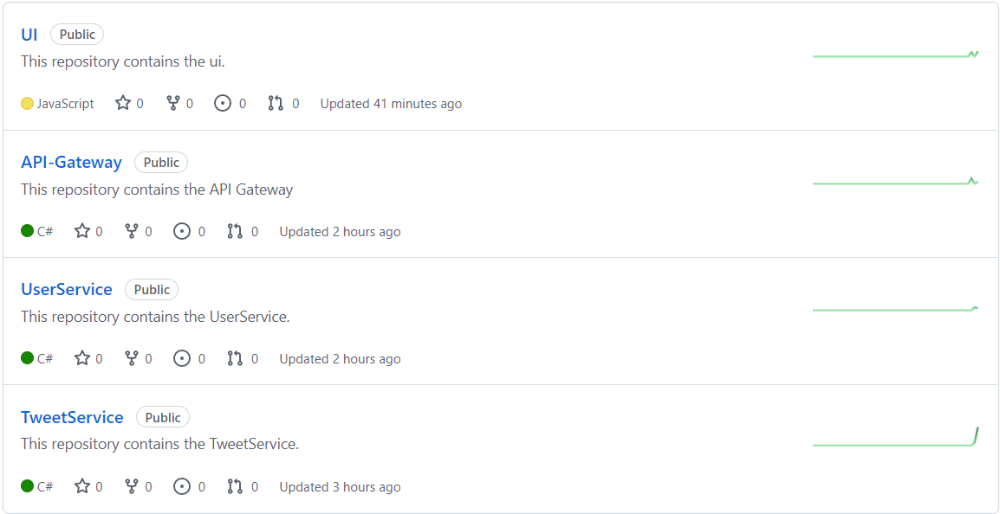 UI Public
This repository contains the ui.
JavaScript 0 0 0 0 Updated 41 minutes ago
API-Gateway Public
This repository contains the API Gateway
C# 0 0 0 0 Updated 2 hours ago
UserService Public
This repository contains the UserService.
C# 0 0 0 0 Updated 2 hours ago
TweetService Public
This repository contains the TweetService.
C# 0 0 0 0 Updated 3 hours ago